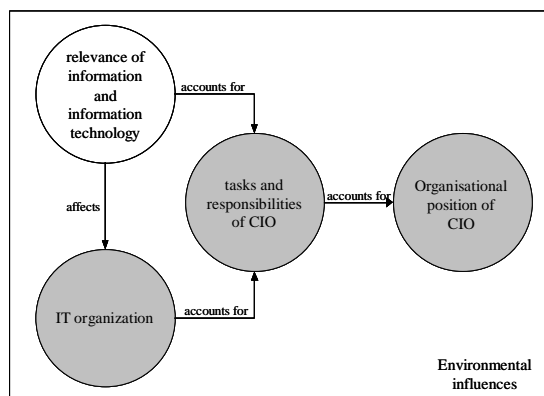 relevance of
information
and
information
technology
accounts for
tasks and
responsibilities
of CIO
accounts for
Organisational
position of
CIO
affects
IT organization
accounts for
Environmental
influences